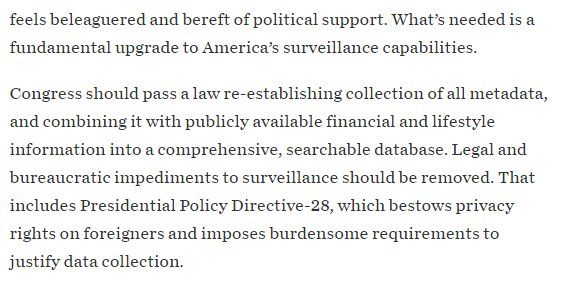 feels beleaguered and bereft of political support. What’s needed is a
fundamental upgrade to America’s surveillance capabilities.
Congress should pass a law re-establishing collection of all metadata,
and combining it with publicly available financial and lifestyle
information into a comprehensive, searchable database. Legal and
bureaucratic impediments to surveillance should be removed. That
includes Presidential Policy Directive-28, which bestows privacy
rights on foreigners and imposes burdensome requirements to
justify data collection.